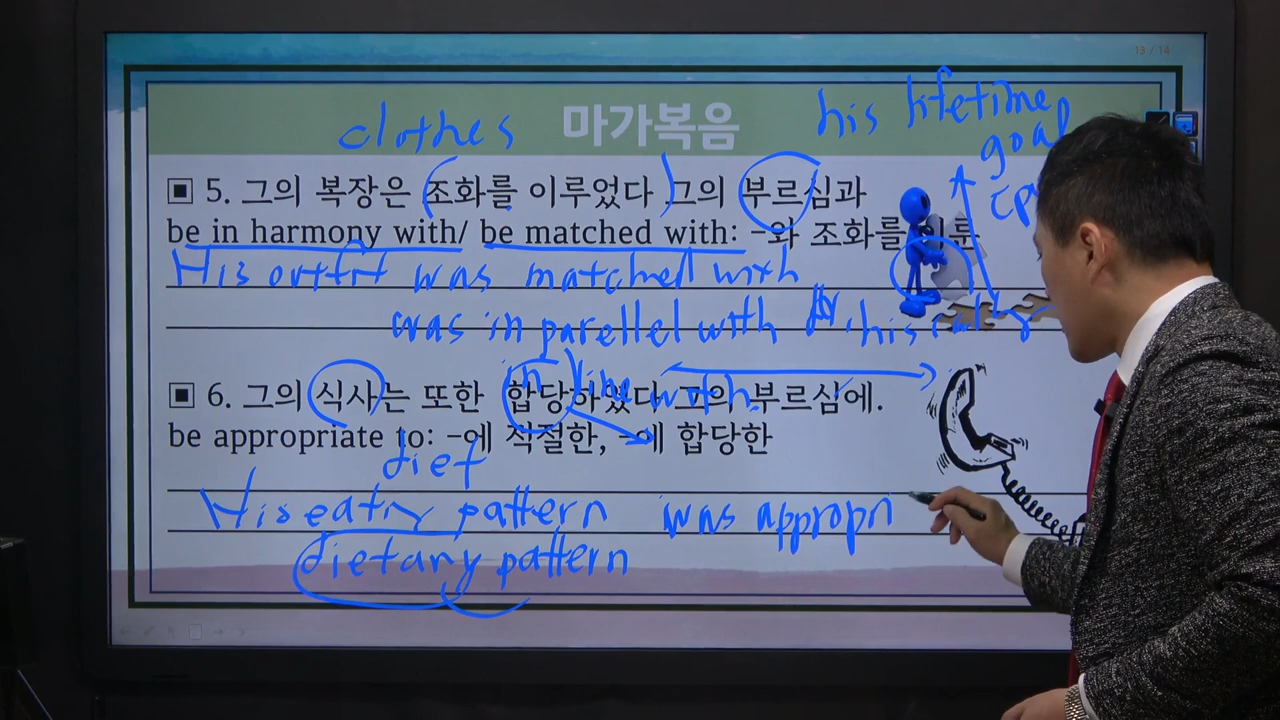 13 / 14
clothes 마가복음 his lifetime
goal
▣ 5. 그의 복장은 조화를 이루었다 그의 부르심과
be in harmony with/ be matched with: -와 조화를 이룬
His outfit was matched with
was in parellel with his
in line with
▣ 6. 그의 식사는 또한 합당하였다 그의 부르심에.
be appropriate to: -에 적절한, -에 합당한
diet
His eating pattern was appropri
dietary pattern